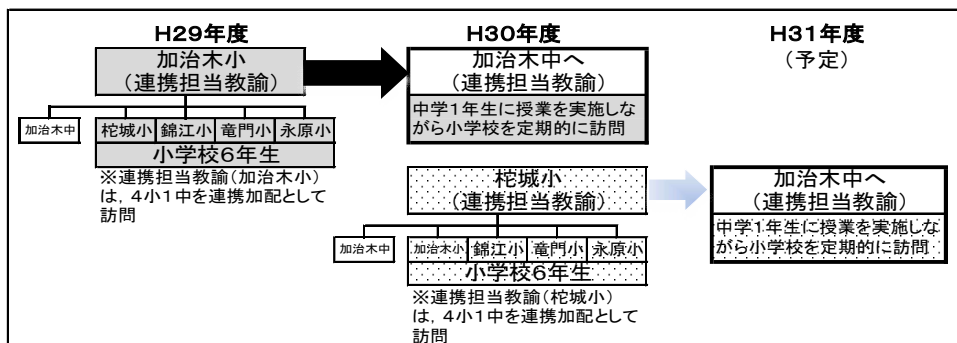 H29年度
H30年度
H31年度
(予定)
加治木小
(連携担当教諭)
加治木中へ
(連携担当教諭)
中学1年生に授業を実施しな
がら小学校を定期的に訪問
加治木中
柁城小
錦江小
竜門小
永原小
小学校6年生
※連携担当教諭(加治木小)
は,4小1中を連携加配として
訪問
柁城小
(連携担当教諭)
加治木中へ
(連携担当教諭)
中学1年生に授業を実施しな
がら小学校を定期的に訪問
加治木中
加治木小
錦江小
竜門小
永原小
小学校6年生
※連携担当教諭(柁城小)
は,4小1中を連携加配として
訪問